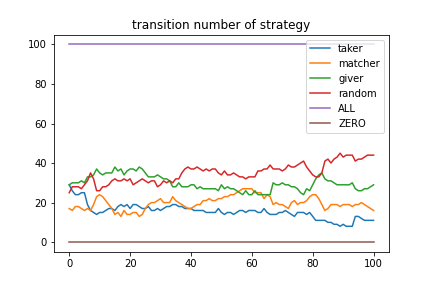 transition number of strategy
100
80
60
40
20
0
0
20
40
60
80
100
taker
matcher
giver
random
ALL
ZERO